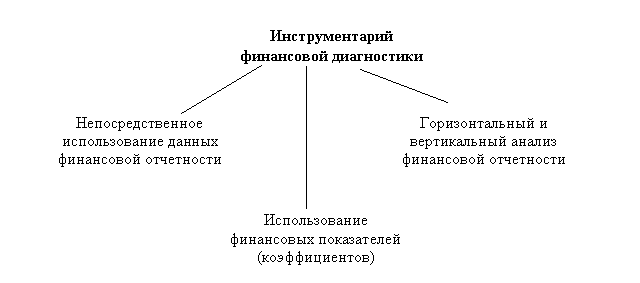 Инструментарий
финансовой диагностики
Непосредственное
использование данных
финансовой отчетности
Горизонтальный и
вертикальный анализ
финансовой отчетности
Использование
финансовых показателей
(коэффициентов)